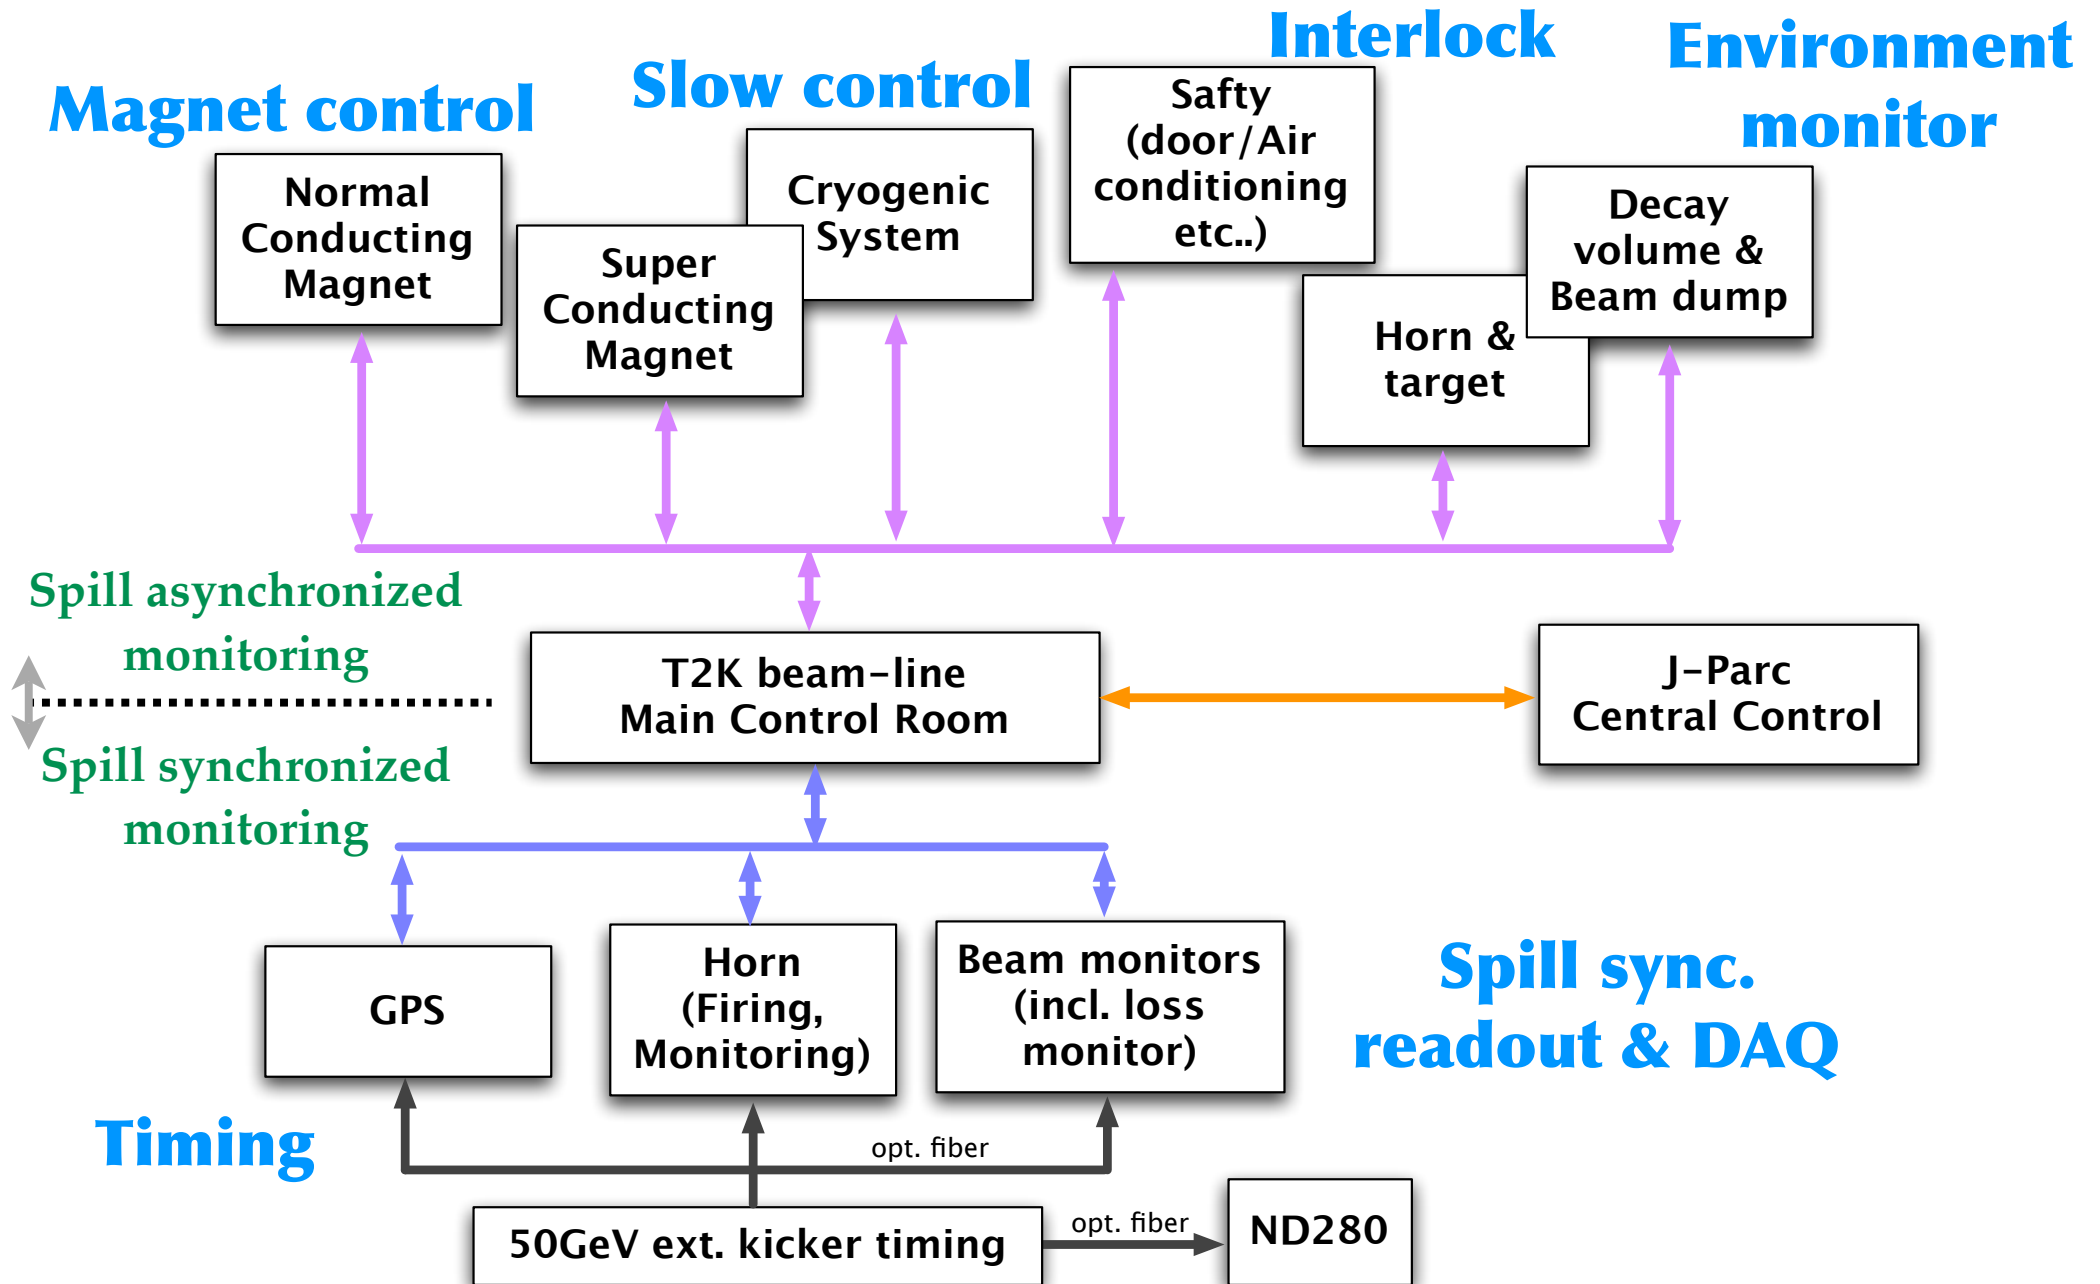 Interlock
Environment
monitor
Slow control
Magnet control
Safty
(door/Air
conditioning
etc..)
Normal
Conducting
Magnet
Cryogenic
System
Super
Conducting
Magnet
Decay
volume &
Beam dump
Horn &
target
Spill asynchronized
monitoring
T2K beam-line
Main Control Room
J-Parc
Central Control
Spill synchronized
monitoring
GPS
Horn
(Firing,
Monitoring)
Beam monitors
(incl. loss
monitor)
Spill sync.
readout & DAQ
Timing
opt. fiber
50GeV ext. kicker timing
opt. fiber
ND280